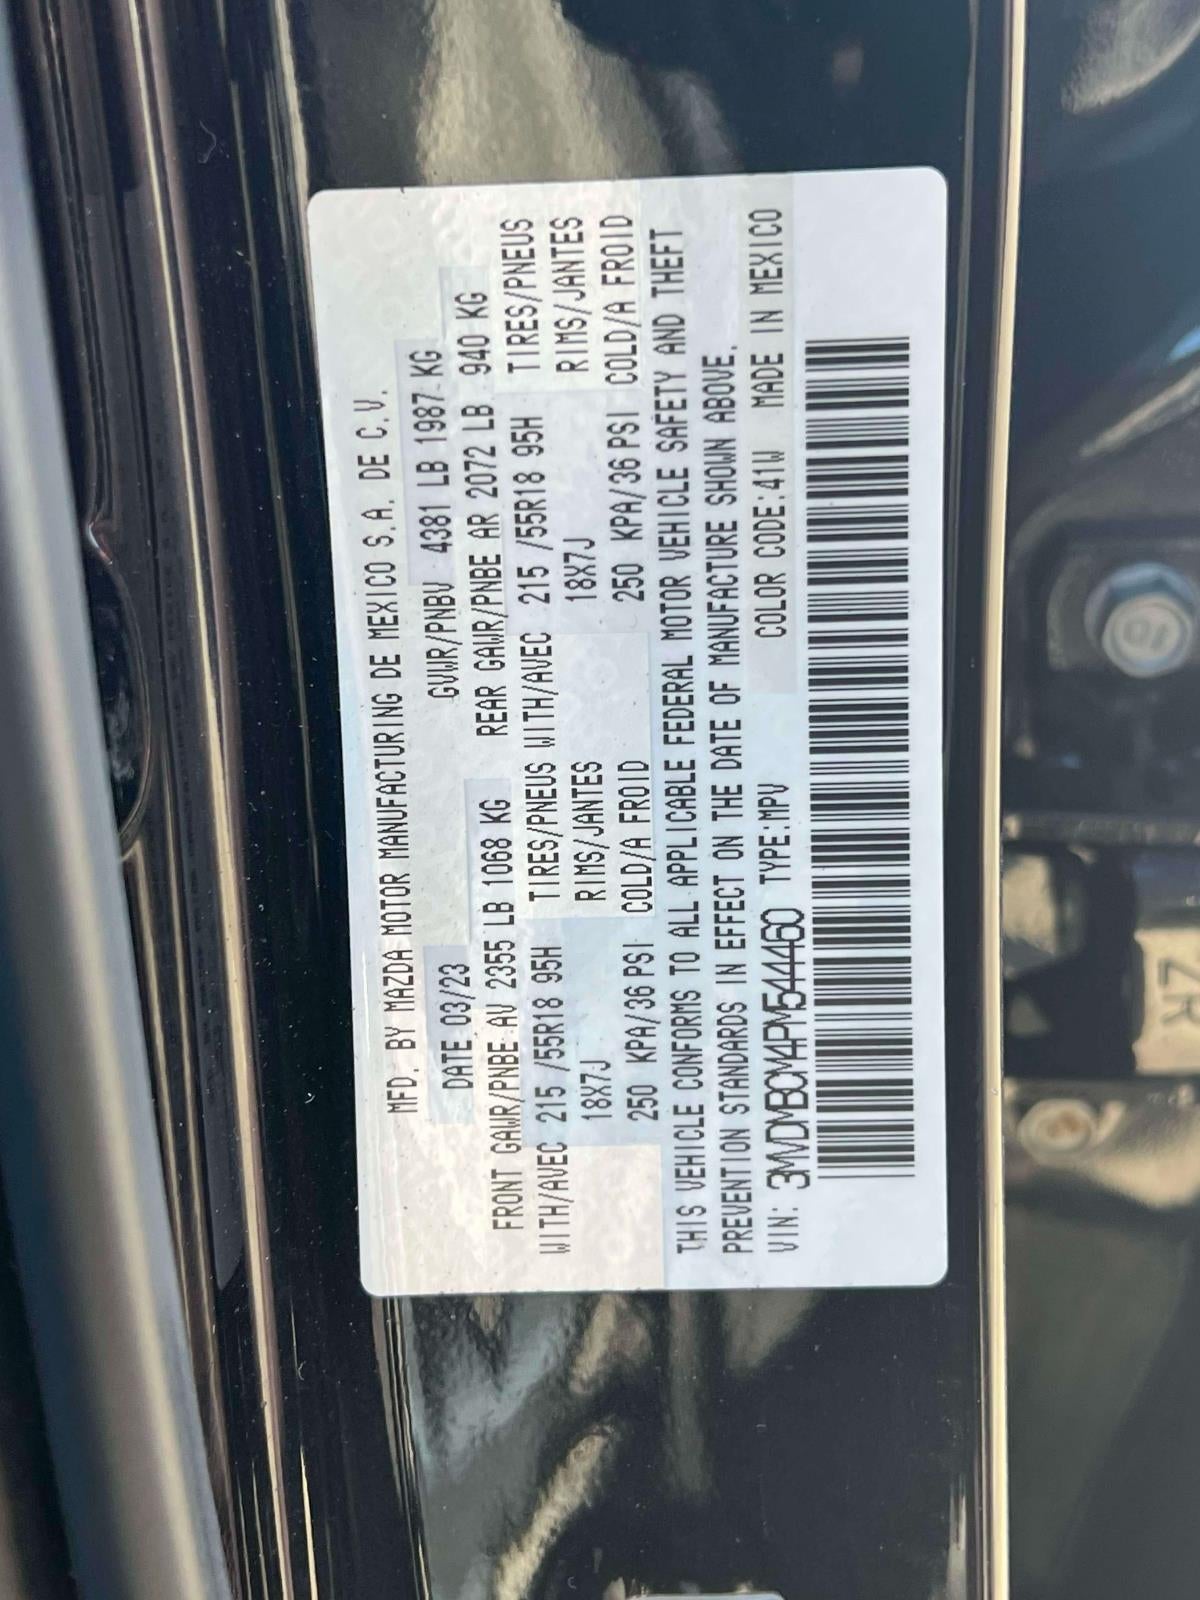 MFD. BY MAZDA MOTOR MANUFACTURING DE MEXICO S.A. DE C.V.
DATE 03/23 GVWR/PNBV 4381 LB 1987 KG
FRONT GAWR/PNBE AV 2355 LB 1068 KG REAR GAWR/PNBE AR 2072 LB 940 KG
WITH/AVEC 215 /55R18 95H TIRES/PNEUS WITH/AVEC 215 /55R18 95H TIRES/PNEUS
18X7J RIMS/JANTES 18X7J RIMS/JANTES
250 KPA/36 PSI COLD/A FROID 250 KPA/36 PSI COLD/A FROID
THIS VEHICLE CONFORMS TO ALL APPLICABLE FEDERAL MOTOR VEHICLE SAFETY AND THEFT
PREVENTION STANDARDS IN EFFECT ON THE DATE OF MANUFACTURE SHOWN ABOVE.
VIN: 3MVDMBCM4PM544460 TYPE:MPV COLOR CODE:41W MADE IN MEXICO
10
ZR